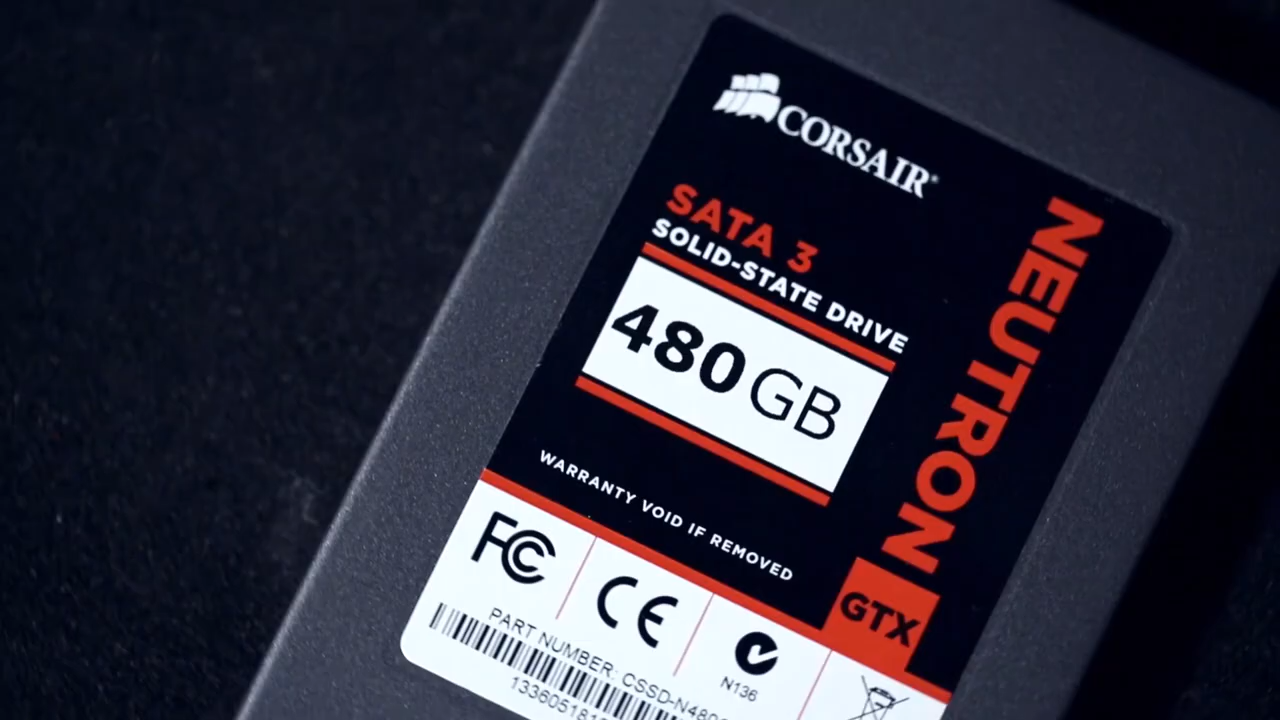 CORSAIR
SATA 3
SOLID-STATE DRIVE
480GB
NEUTRON
GTX
WARRANTY VOID IF REMOVED
FC
CE
N136
PART NUMBER: CSSD-N480